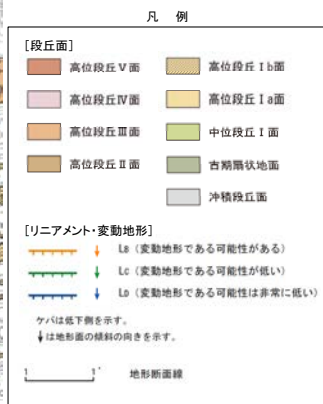 凡 例
[段丘面]
高位段丘Ⅴ面
高位段丘Ⅰb面
高位段丘Ⅳ面
高位段丘Ⅰa面
高位段丘Ⅲ面
中位段丘Ⅰ面
高位段丘Ⅱ面
古期扇状地面
沖積段丘面
[リニアメント・変動地形]
LB（変動地形である可能性がある）
LC（変動地形である可能性が低い）
LD（変動地形である可能性は非常に低い）
ケバは低下側を示す。
↓は地形面の傾斜の向きを示す。
1 1' 地形断面線